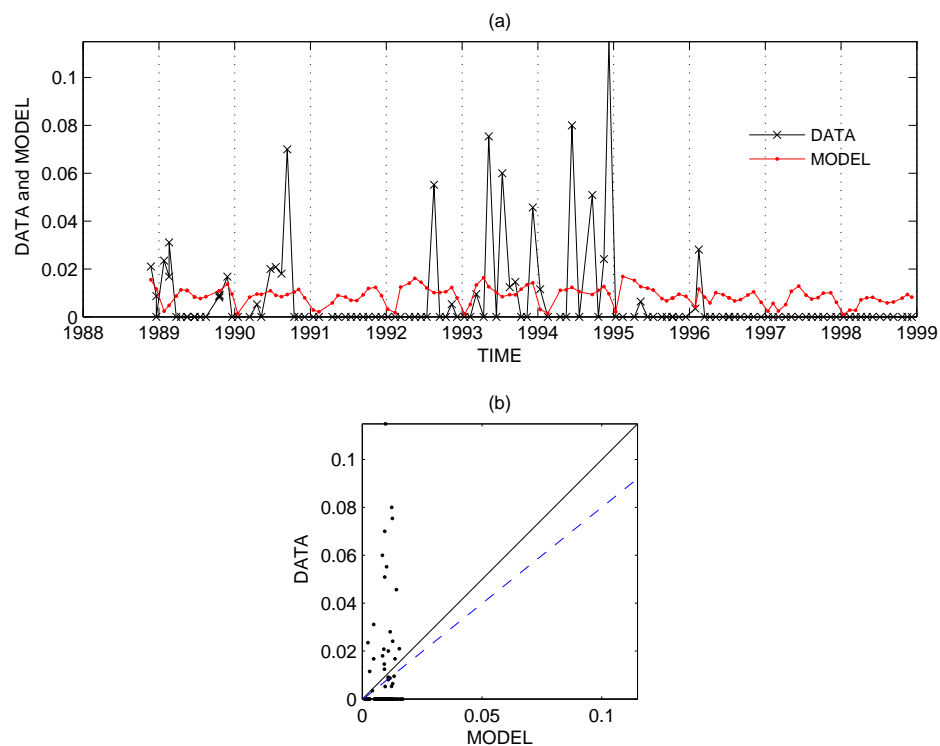 (a)
0.1
0.08
0.06
0.04
0.02
0
DATA and MODEL
DATA
MODEL
1988 1989 1990 1991 1992 1993 1994 1995 1996 1997 1998 1999
TIME
(b)
0.1
0.08
0.06
0.04
0.02
0
DATA
0 0.05 0.1
MODEL